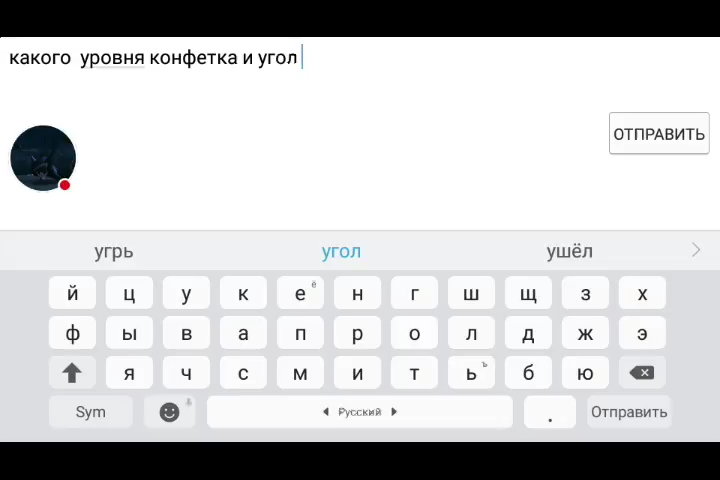 какого  уровня конфетка и угол
ОТПРАВИТЬ
угрь угол ушёл
й ц у к е ё н г ш щ з х
ф ы в а п р о л д ж э
я ч с м и т ь ъ б ю
Sym Русский . Отправить